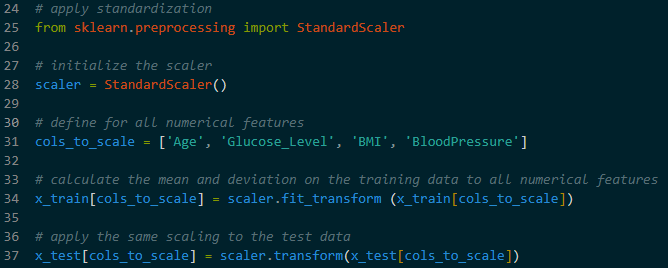 24 # apply standardization
25 from sklearn.preprocessing import StandardScaler
26
27 # initialize the scaler
28 scaler = StandardScaler()
29
30 # define for all numerical features
31 cols_to_scale = ['Age', 'Glucose_Level', 'BMI', 'BloodPressure']
32
33 # calculate the mean and deviation on the training data to all numerical features
34 x_train[cols_to_scale] = scaler.fit_transform (x_train[cols_to_scale])
35
36 # apply the same scaling to the test data
37 x_test[cols_to_scale] = scaler.transform(x_test[cols_to_scale])